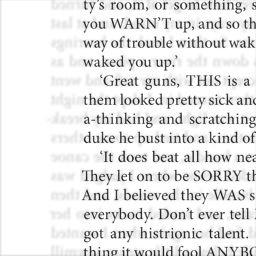 ty's room, or something, s
you WARN'T up, and so th
way of trouble without wak
waked you up.'
'Great guns, THIS is a
them looked pretty sick and
a-thinking and scratching
duke he bust into a kind of
'It does beat all how nea
They let on to be SORRY th
And I believed they WAS s
everybody. Don't ever tell
got any histrionic talent.
thing it would fool ANYBO